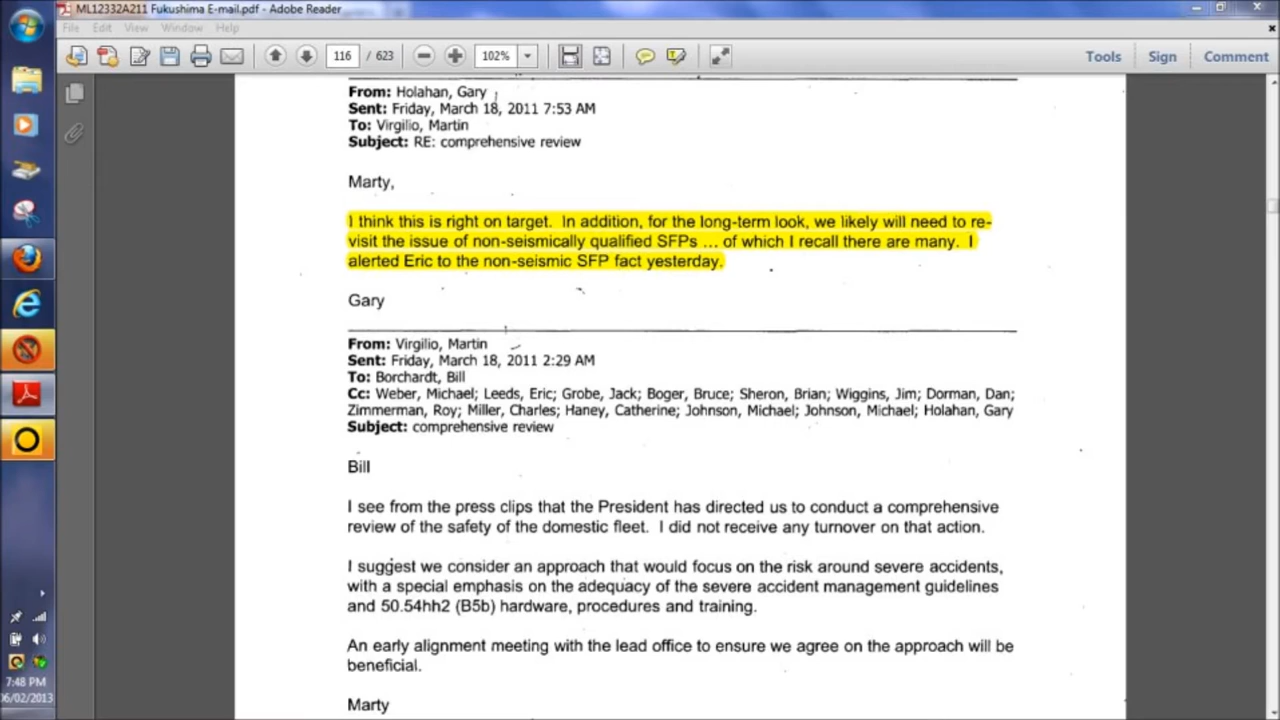 ML12332A211 Fukushima E-mail.pdf - Adobe Reader
File Edit View Window Help
116 / 623 102% Tools Sign Comment
From: Holahan, Gary
Sent: Friday, March 18, 2011 7:53 AM
To: Virgilio, Martin
Subject: RE: comprehensive review
Marty,
I think this is right on target. In addition, for the long-term look, we likely will need to re-
visit the issue of non-seismically qualified SFPs ... of which I recall there are many. I
alerted Eric to the non-seismic SFP fact yesterday.
Gary
From: Virgilio, Martin
Sent: Friday, March 18, 2011 2:29 AM
To: Borchardt, Bill
Cc: Weber, Michael; Leeds, Eric; Grobe, Jack; Boger, Bruce; Sheron, Brian; Wiggins, Jim; Dorman, Dan;
Zimmerman, Roy; Miller, Charles; Haney, Catherine; Johnson, Michael; Johnson, Michael; Holahan, Gary
Subject: comprehensive review
Bill
I see from the press clips that the President has directed us to conduct a comprehensive
review of the safety of the domestic fleet. I did not receive any turnover on that action.
I suggest we consider an approach that would focus on the risk around severe accidents,
with a special emphasis on the adequacy of the severe accident management guidelines
and 50.54hh2 (B5b) hardware, procedures and training.
An early alignment meeting with the lead office to ensure we agree on the approach will be
beneficial.
Marty
7:48 PM
06/02/2013